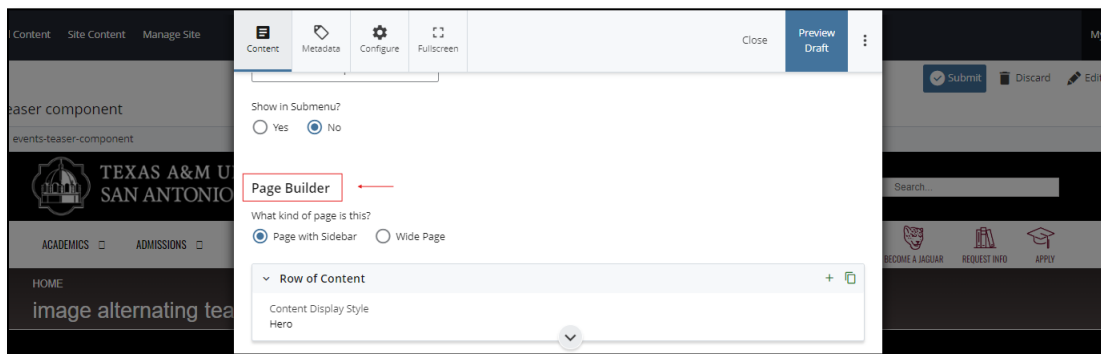 Content Site Content Manage Site
Content Metadata Configure Fullscreen Close Preview Draft
Submit Discard Edit
Show in Submenu?
Yes No
teaser component
events-teaser-component
TEXAS A&M U
SAN ANTONIO
Search...
Page Builder
What kind of page is this?
Page with Sidebar Wide Page
ACADEMICS ADMISSIONS
BECOME A JAGUAR REQUEST INFO APPLY
Row of Content
HOME
image alternating tea
Content Display Style
Hero